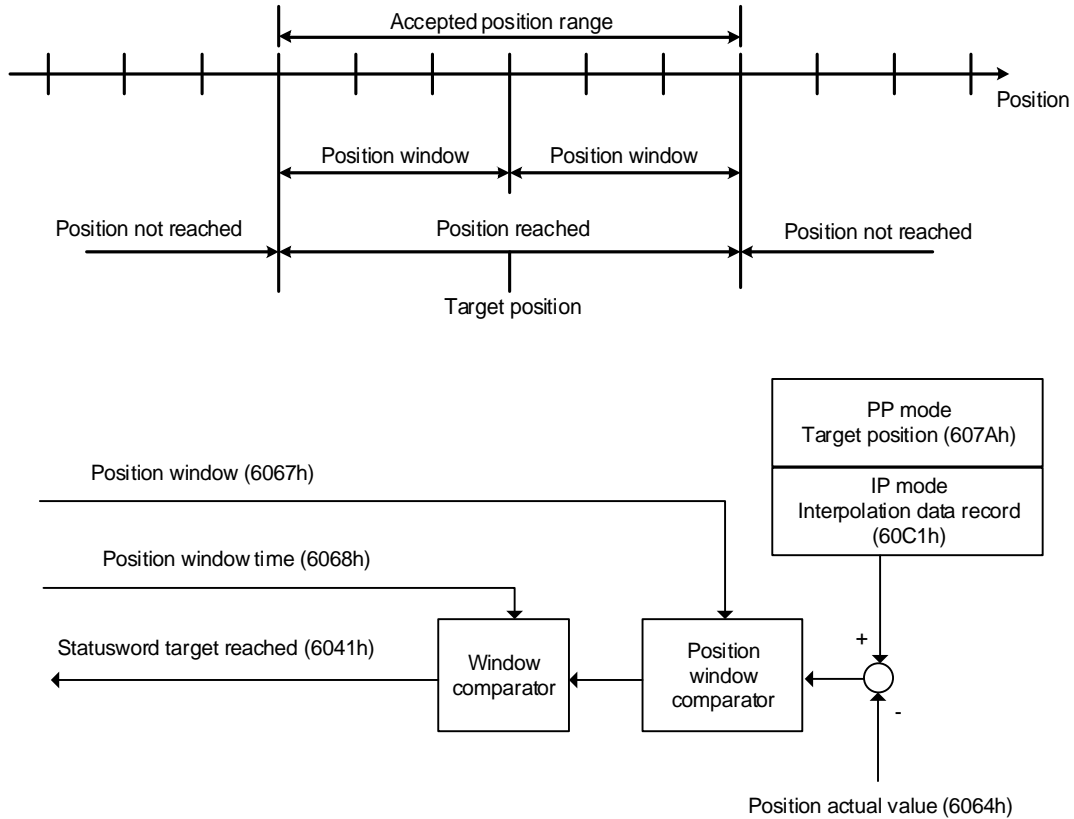 Accepted position range
Position
Position window
Position window
Position not reached
Position reached
Position not reached
Target position
PP mode
Target position (607Ah)
IP mode
Interpolation data record
(60C1h)
Position window (6067h)
Position window time (6068h)
Statusword target reached (6041h)
Window
comparator
Position
window
comparator
+
-
Position actual value (6064h)